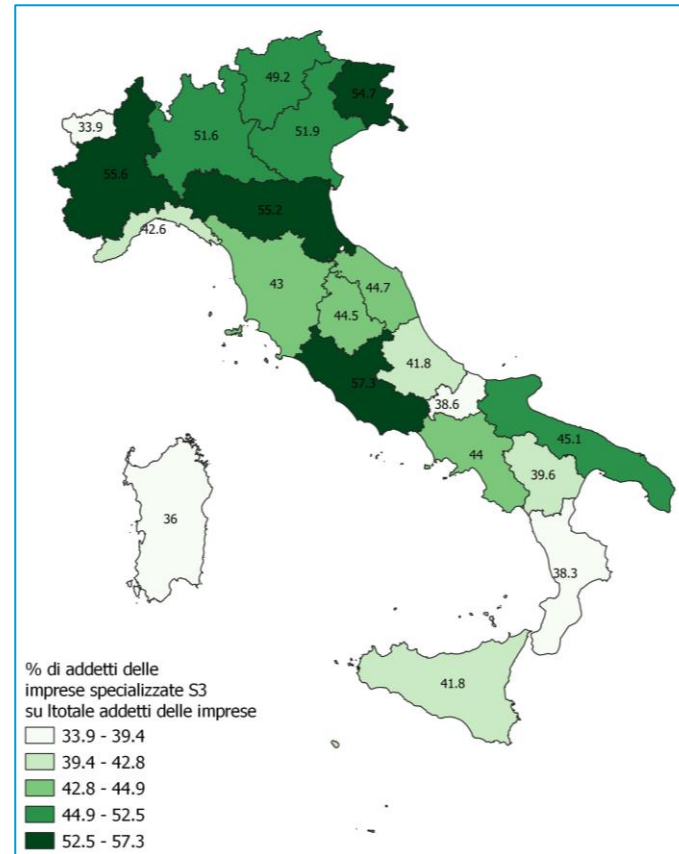 49.2
54.7
33.9
51.6
51.9
55.6
55.2
42.6
43
44.7
44.5
41.8
57.3
38.6
45.1
44
39.6
36
38.3
41.8
% di addetti delle
imprese specializzate S3
su ltotale addetti delle imprese
33.9 - 39.4
39.4 - 42.8
42.8 - 44.9
44.9 - 52.5
52.5 - 57.3